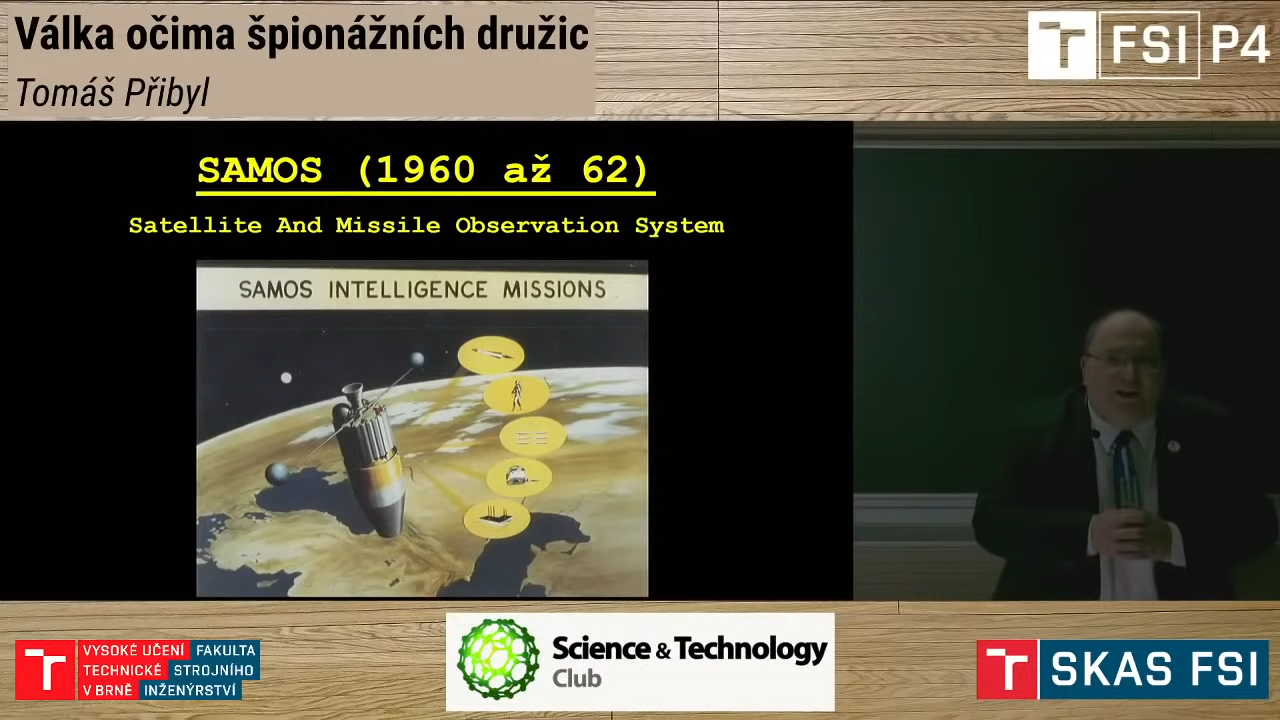 Válka očima špionážních družic
Tomáš Přibyl
FSI P4
SAMOS (1960 až 62)
Satellite And Missile Observation System
SAMOS INTELLIGENCE MISSIONS
VYSOKÉ UČENÍ FAKULTA
TECHNICKÉ STROJNÍHO
V BRNĚ INŽENÝRSTVÍ
Science & Technology
Club
SKAS FSI